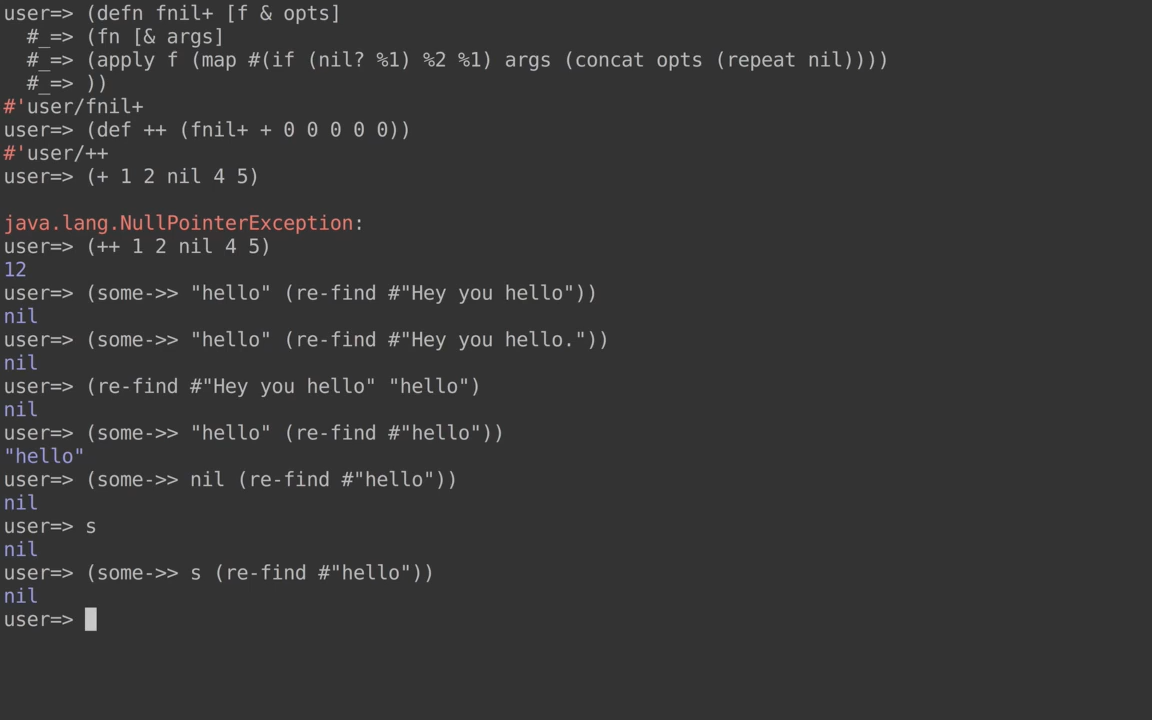 user=> (defn fnil+ [f & opts]
#_=> (fn [& args]
#_=> (apply f (map #(if (nil? %1) %2 %1) args (concat opts (repeat nil))))
#_=> ))
#'user/fnil+
user=> (def ++ (fnil+ + 0 0 0 0 0))
#'user/++
user=> (+ 1 2 nil 4 5)
java.lang.NullPointerException:
user=> (++ 1 2 nil 4 5)
12
user=> (some->> "hello" (re-find #"Hey you hello"))
nil
user=> (some->> "hello" (re-find #"Hey you hello."))
nil
user=> (re-find #"Hey you hello" "hello")
nil
user=> (some->> "hello" (re-find #"hello"))
"hello"
user=> (some->> nil (re-find #"hello"))
nil
user=> s
nil
user=> (some->> s (re-find #"hello"))
nil
user=>